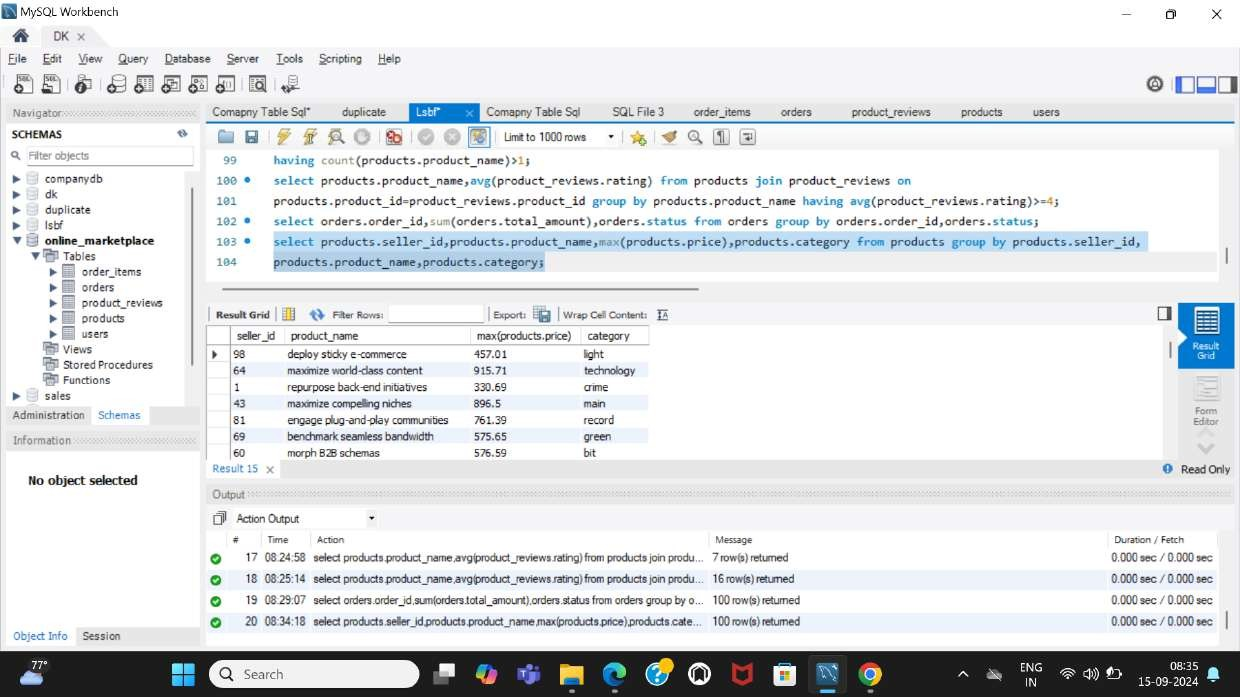 MySQL Workbench
DK
File Edit View Query Database Server Tools Scripting Help
Navigator
SCHEMAS
Filter objects
companydb
dk
duplicate
lsbf
online_marketplace
Tables
order_items
orders
product_reviews
products
users
Views
Stored Procedures
Functions
sales
Administration Schemas
Information
No object selected
Object Info Session
Comapny Table Sql* duplicate Lsbf* Comapny Table Sql SQL File 3 order_items orders product_reviews products users
Limit to 1000 rows
99 having count(products.product_name)>1;
100 select products.product_name,avg(product_reviews.rating) from products join product_reviews on
101 products.product_id=product_reviews.product_id group by products.product_name having avg(product_reviews.rating)>=4;
102 select orders.order_id,sum(orders.total_amount),orders.status from orders group by orders.order_id,orders.status;
103 select products.seller_id,products.product_name,max(products.price),products.category from products group by products.seller_id,
104 products.product_name,products.category;
Result Grid Filter Rows: Export: Wrap Cell Content:
seller_id product_name max(products.price) category
98 deploy sticky e-commerce 457.01 light
64 maximize world-class content 915.71 technology
1 repurpose back-end initiatives 330.69 crime
43 maximize compelling niches 896.5 main
81 engage plug-and-play communities 761.39 record
69 benchmark seamless bandwidth 575.65 green
60 morph B2B schemas 576.59 bit
Result Grid
Form Editor
Result 15
Read Only
Output
Action Output
# Time Action Message Duration / Fetch
17 08:24:58 select products.product_name,avg(product_reviews.rating) from products join produ... 7 row(s) returned 0.000 sec / 0.000 sec
18 08:25:14 select products.product_name,avg(product_reviews.rating) from products join produ... 16 row(s) returned 0.000 sec / 0.000 sec
19 08:29:07 select orders.order_id,sum(orders.total_amount),orders.status from orders group by o... 100 row(s) returned 0.000 sec / 0.000 sec
20 08:34:18 select products.seller_id,products.product_name,max(products.price),products.cate... 100 row(s) returned 0.000 sec / 0.000 sec
77°
Search
ENG
IN
08:35
15-09-2024